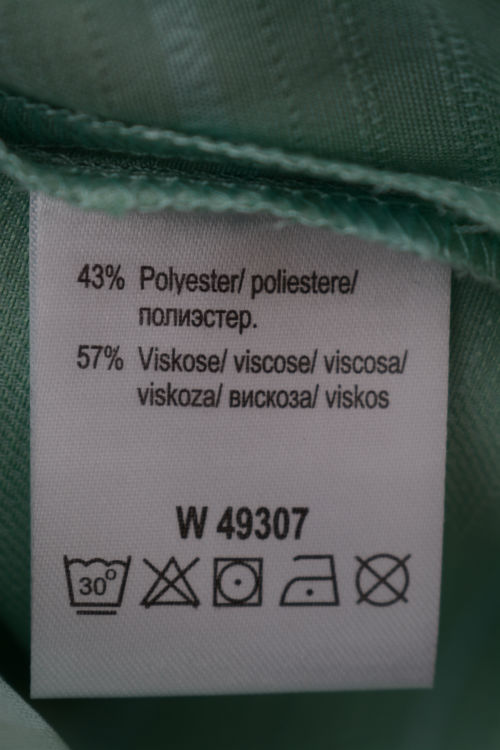 43% Polyester/ poliestere/
полиэстер.
57% Viskose/ viscose/ viscosa/
viskoza/ вискоза/ viskos
W 49307
30°